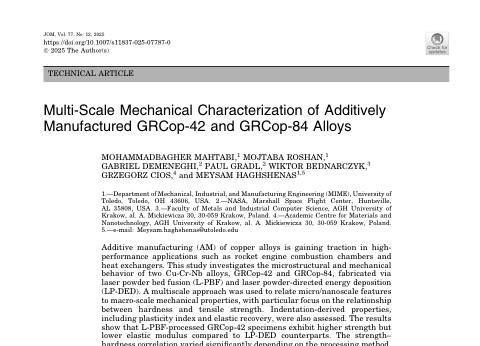 JOM, Vol. 77, No. 12, 2025
https://doi.org/10.1007/s11837-025-07787-0
© 2025 The Author(s)
Check for
updates
TECHNICAL ARTICLE
Multi-Scale Mechanical Characterization of Additively
Manufactured GRCop-42 and GRCop-84 Alloys
MOHAMMADBAGHER MAHTABI,1 MOJTABA ROSHAN,1
GABRIEL DEMENEGHI,2 PAUL GRADL,2 WIKTOR BEDNARCZYK,3
GRZEGORZ CIOS,4 and MEYSAM HAGHSHENAS1,5
1.—Department of Mechanical, Industrial, and Manufacturing Engineering (MIME), University of
Toledo, Toledo, OH 43606, USA. 2.—NASA, Marshall Space Flight Center, Huntsville,
AL 35808, USA. 3.—Faculty of Metals and Industrial Computer Science, AGH University of
Krakow, al. A. Mickiewicza 30, 30-059 Krakow, Poland. 4.—Academic Centre for Materials and
Nanotechnology, AGH University of Krakow, al. A. Mickiewicza 30, 30-059 Krakow, Poland.
5.—e-mail: Meysam.haghshenas@utoledo.edu
Additive manufacturing (AM) of copper alloys is gaining traction in high-
performance applications such as rocket engine combustion chambers and
heat exchangers. This study investigates the microstructural and mechanical
behavior of two Cu-Cr-Nb alloys, GRCop-42 and GRCop-84, fabricated via
laser powder bed fusion (L-PBF) and laser powder-directed energy deposition
(LP-DED). A multiscale approach was used to relate micro/nanoscale features
to macro-scale mechanical properties, with particular focus on the relationship
between hardness and tensile strength. Indentation-derived properties,
including plasticity index and elastic recovery, were also assessed. The results
show that L-PBF-processed GRCop-42 specimens exhibit higher strength but
lower elastic modulus compared to LP-DED counterparts. The strength–
hardness correlation varied significantly depending on the processing method,